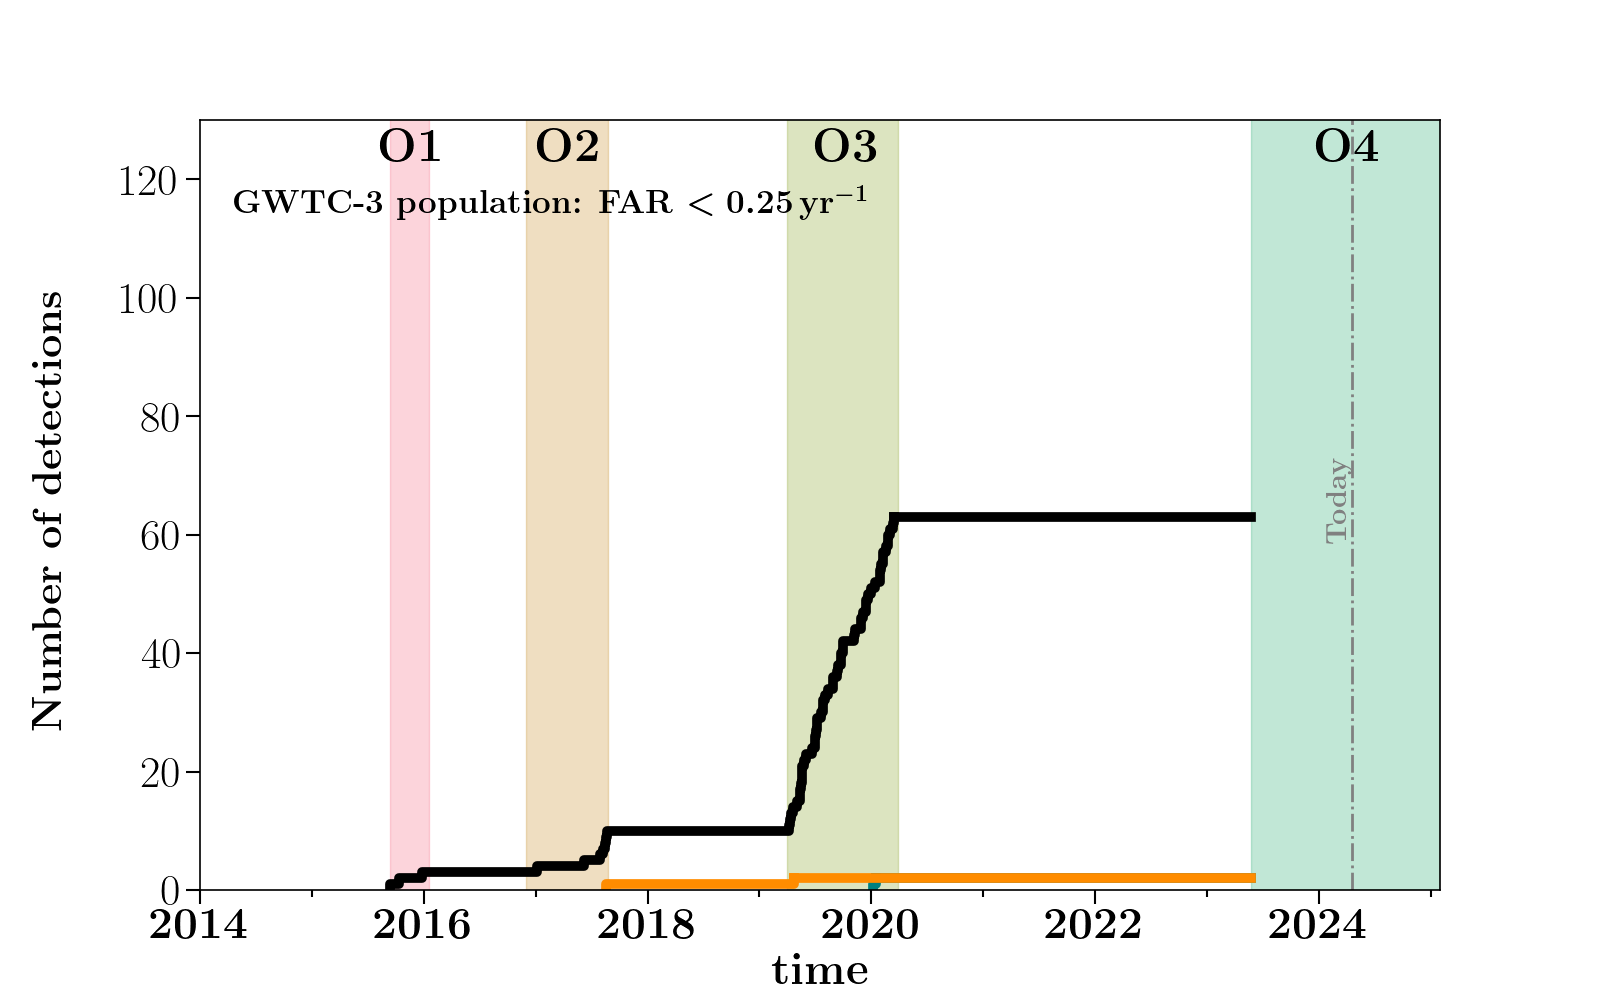 O1 O2 O3 O4
GWTC-3 population: FAR < 0.25 yr⁻¹
120
100
80
60
40
20
0
Number of detections
Today
2014 2016 2018 2020 2022 2024
time